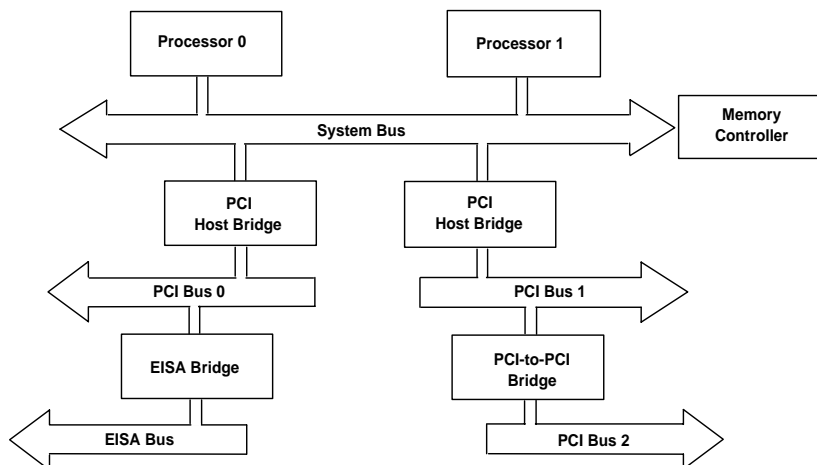 Processor 0
Processor 1
System Bus
Memory
Controller
PCI
Host Bridge
PCI
Host Bridge
PCI Bus 0
PCI Bus 1
EISA Bridge
PCI-to-PCI
Bridge
EISA Bus
PCI Bus 2